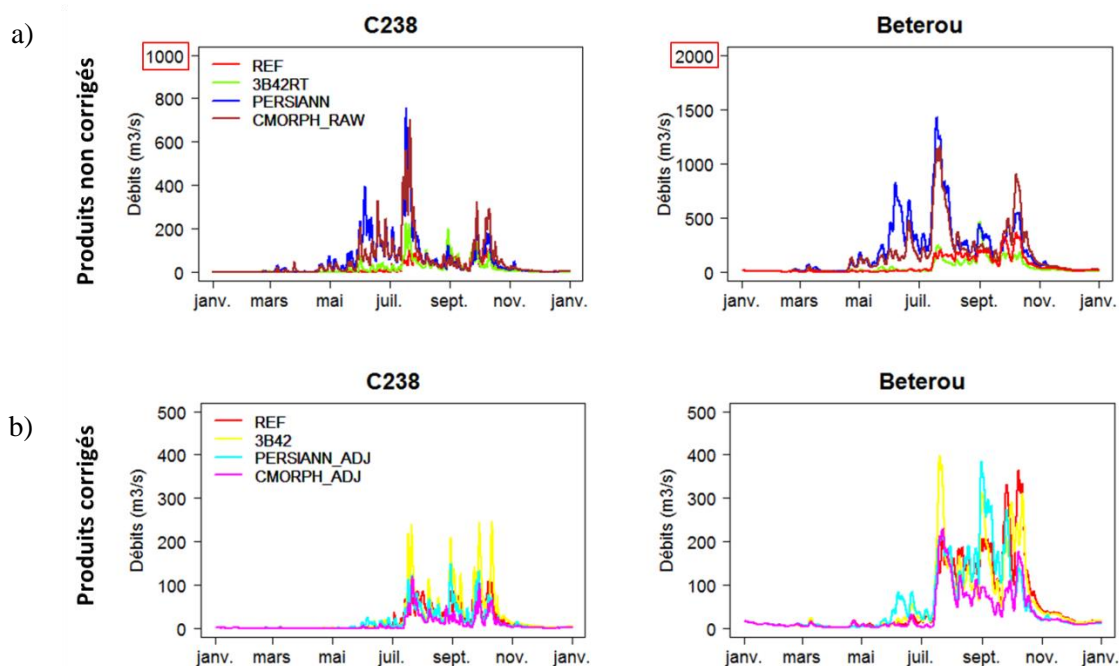 a)
Produits non corrigés
C238
Débits (m3/s)
1000
800
600
400
200
0
REF
3B42RT
PERSIANN
CMORPH_RAW
janv. mars mai juil. sept. nov. janv.
Beterou
Débits (m3/s)
2000
1500
1000
500
0
janv. mars mai juil. sept. nov. janv.
b)
Produits corrigés
C238
Débits (m3/s)
500
400
300
200
100
0
REF
3B42
PERSIANN_ADJ
CMORPH_ADJ
janv. mars mai juil. sept. nov. janv.
Beterou
Débits (m3/s)
500
400
300
200
100
0
janv. mars mai juil. sept. nov. janv.